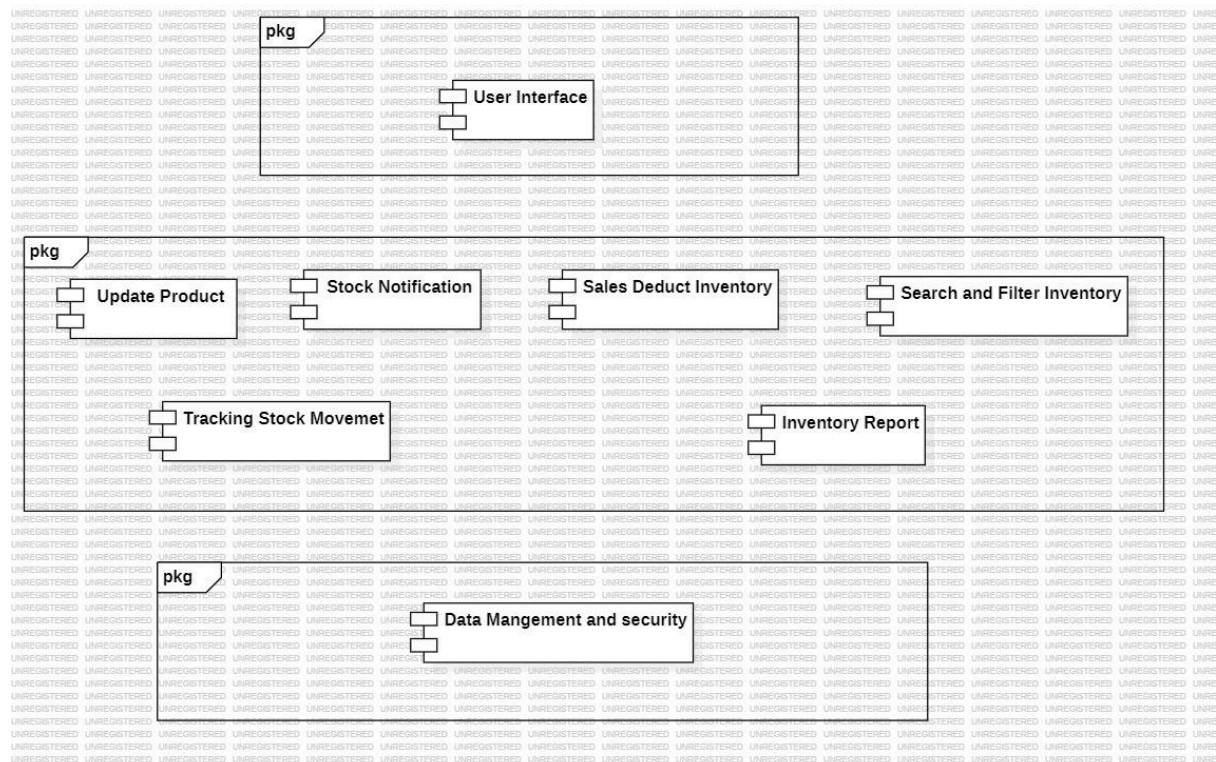 pkg
User Interface
pkg
Update Product
Stock Notification
Sales Deduct Inventory
Search and Filter Inventory
Tracking Stock Movemet
Inventory Report
pkg
Data Mangement and security
UNREGISTERED